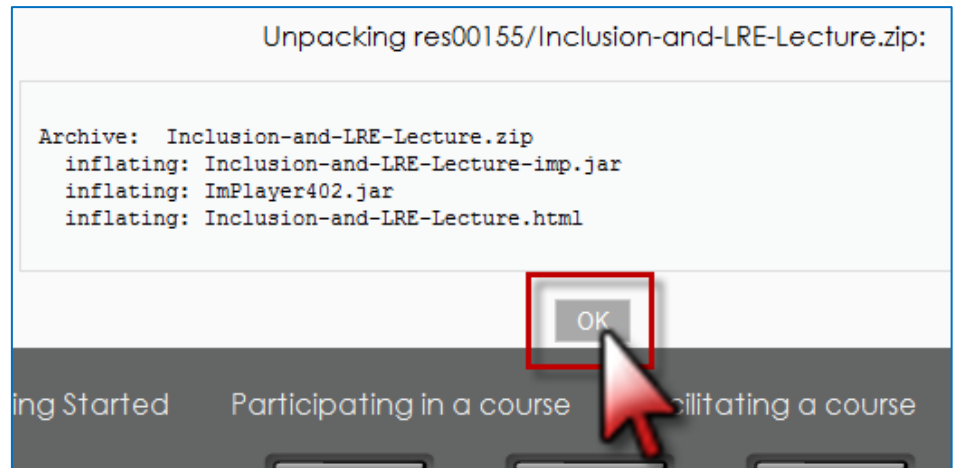 Unpacking res00155/Inclusion-and-LRE-Lecture.zip:
Archive:  Inclusion-and-LRE-Lecture.zip
inflating: Inclusion-and-LRE-Lecture-imp.jar
inflating: ImPlayer402.jar
inflating: Inclusion-and-LRE-Lecture.html
OK
ing Started Participating in a course cilitating a course